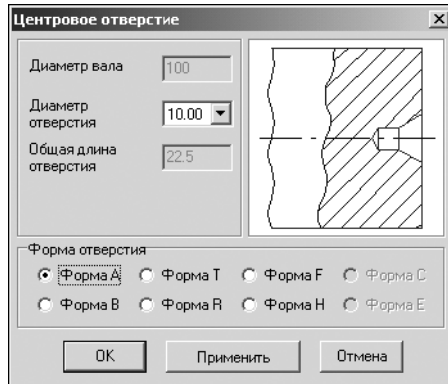 Центровое отверстие
Диаметр вала 100
Диаметр
отверстия 10.00
Общая длина
отверстия 22.5
Форма отверстия
Форма A Форма T Форма F Форма C
Форма B Форма R Форма H Форма E
OK Применить Отмена